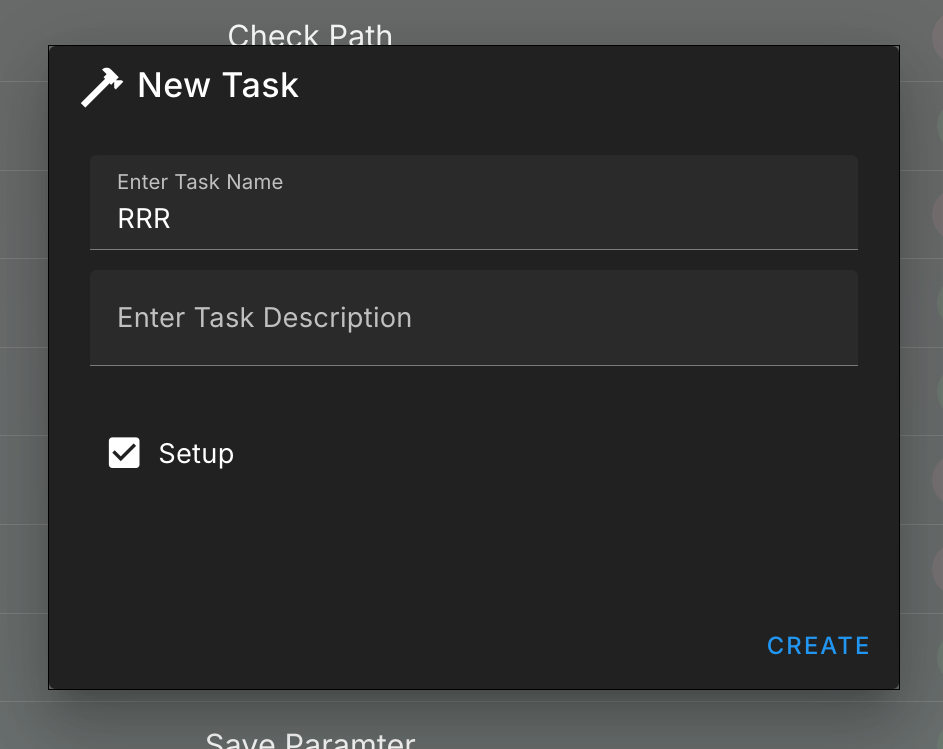 Check Path
New Task
Enter Task Name
RRR
Enter Task Description
Setup
CREATE
Save Paramter